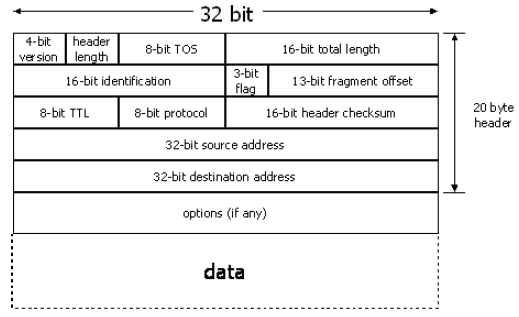 32 bit
4-bit version
header length
8-bit TOS
16-bit total length
16-bit identification
3-bit flag
13-bit fragment offset
8-bit TTL
8-bit protocol
16-bit header checksum
20 byte header
32-bit source address
32-bit destination address
options (if any)
data